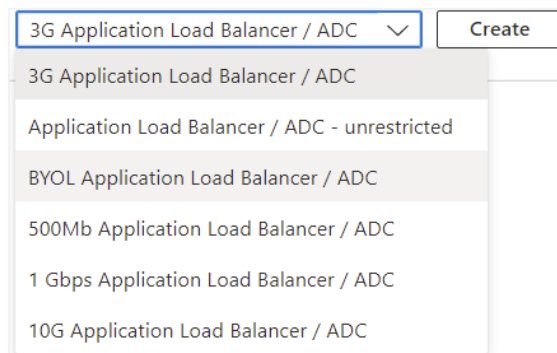 3G Application Load Balancer / ADC
Create
3G Application Load Balancer / ADC
Application Load Balancer / ADC - unrestricted
BYOL Application Load Balancer / ADC
500Mb Application Load Balancer / ADC
1 Gbps Application Load Balancer / ADC
10G Application Load Balancer / ADC